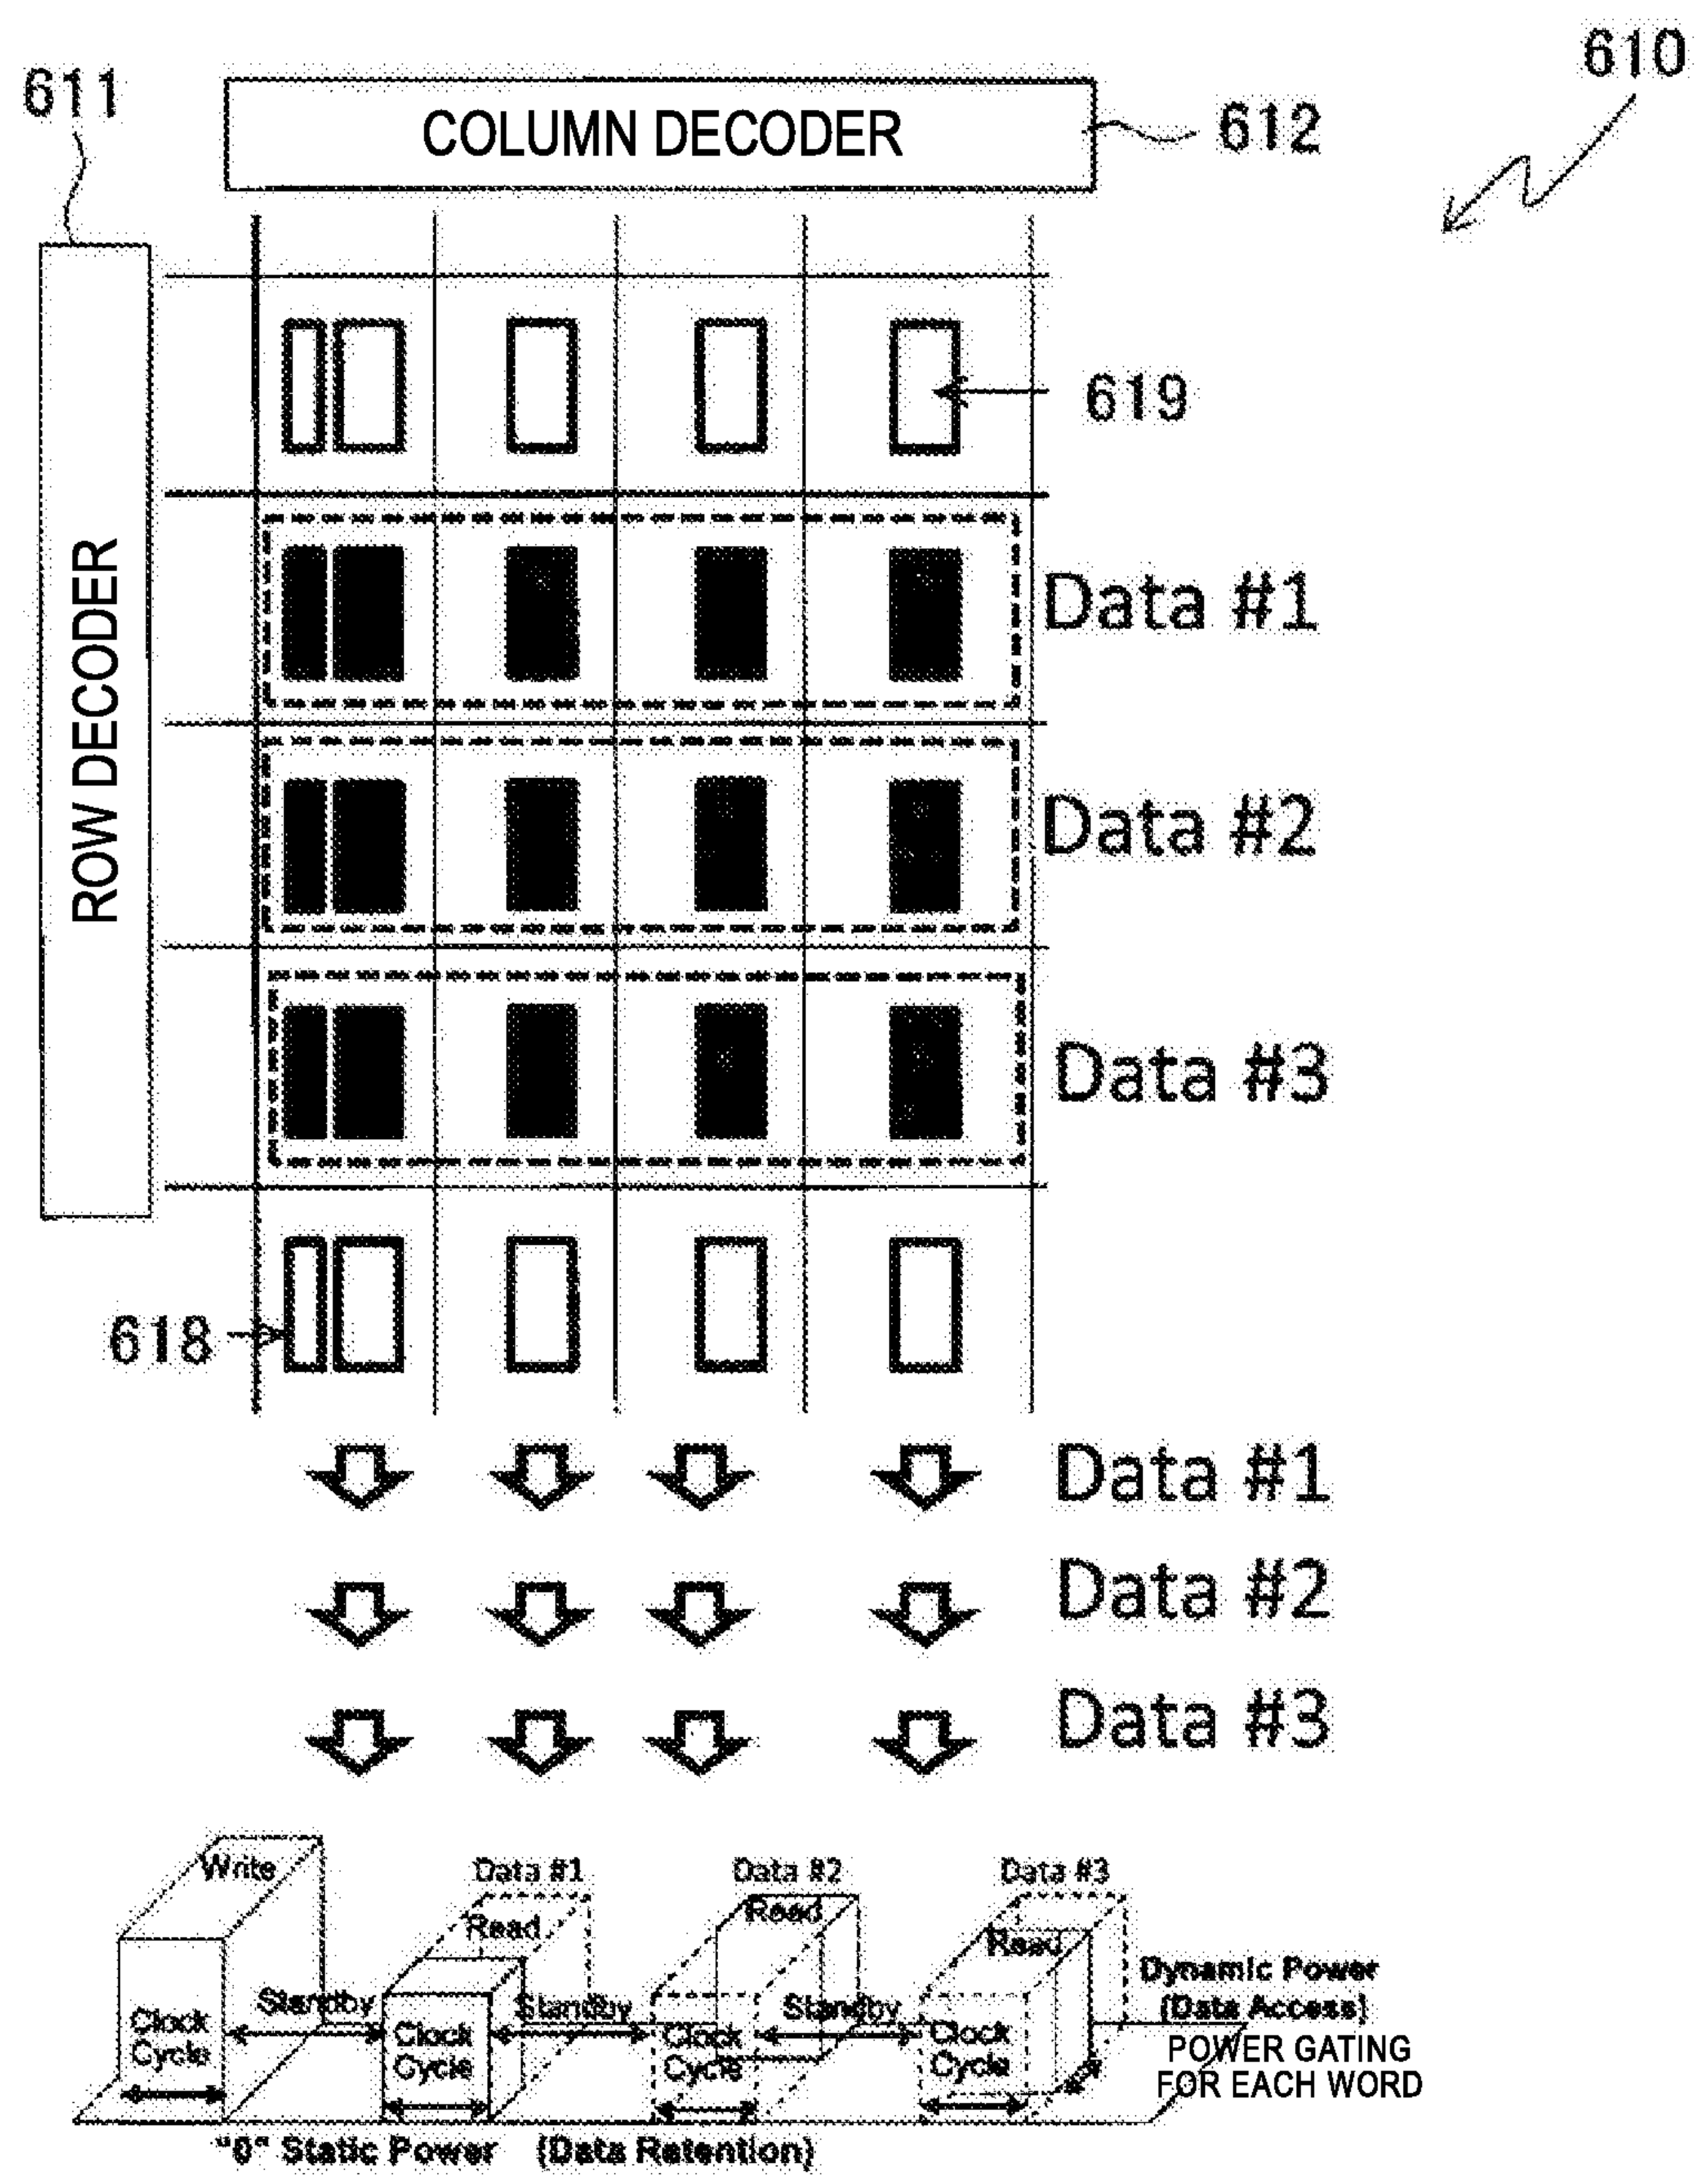 610
611
COLUMN DECODER
612
619
ROW DECODER
Data #1
Data #2
Data #3
618
Data #1
Data #2
Data #3
Write
Data #1
Data #2
Data #3
Read
Read
Read
Dynamic Power
(Data Access)
Standby
Standby
Standby
Clock
Cycle
Clock
Cycle
Clock
Cycle
Clock
Cycle
POWER GATING
FOR EACH WORD
"0" Static Power (Data Retention)